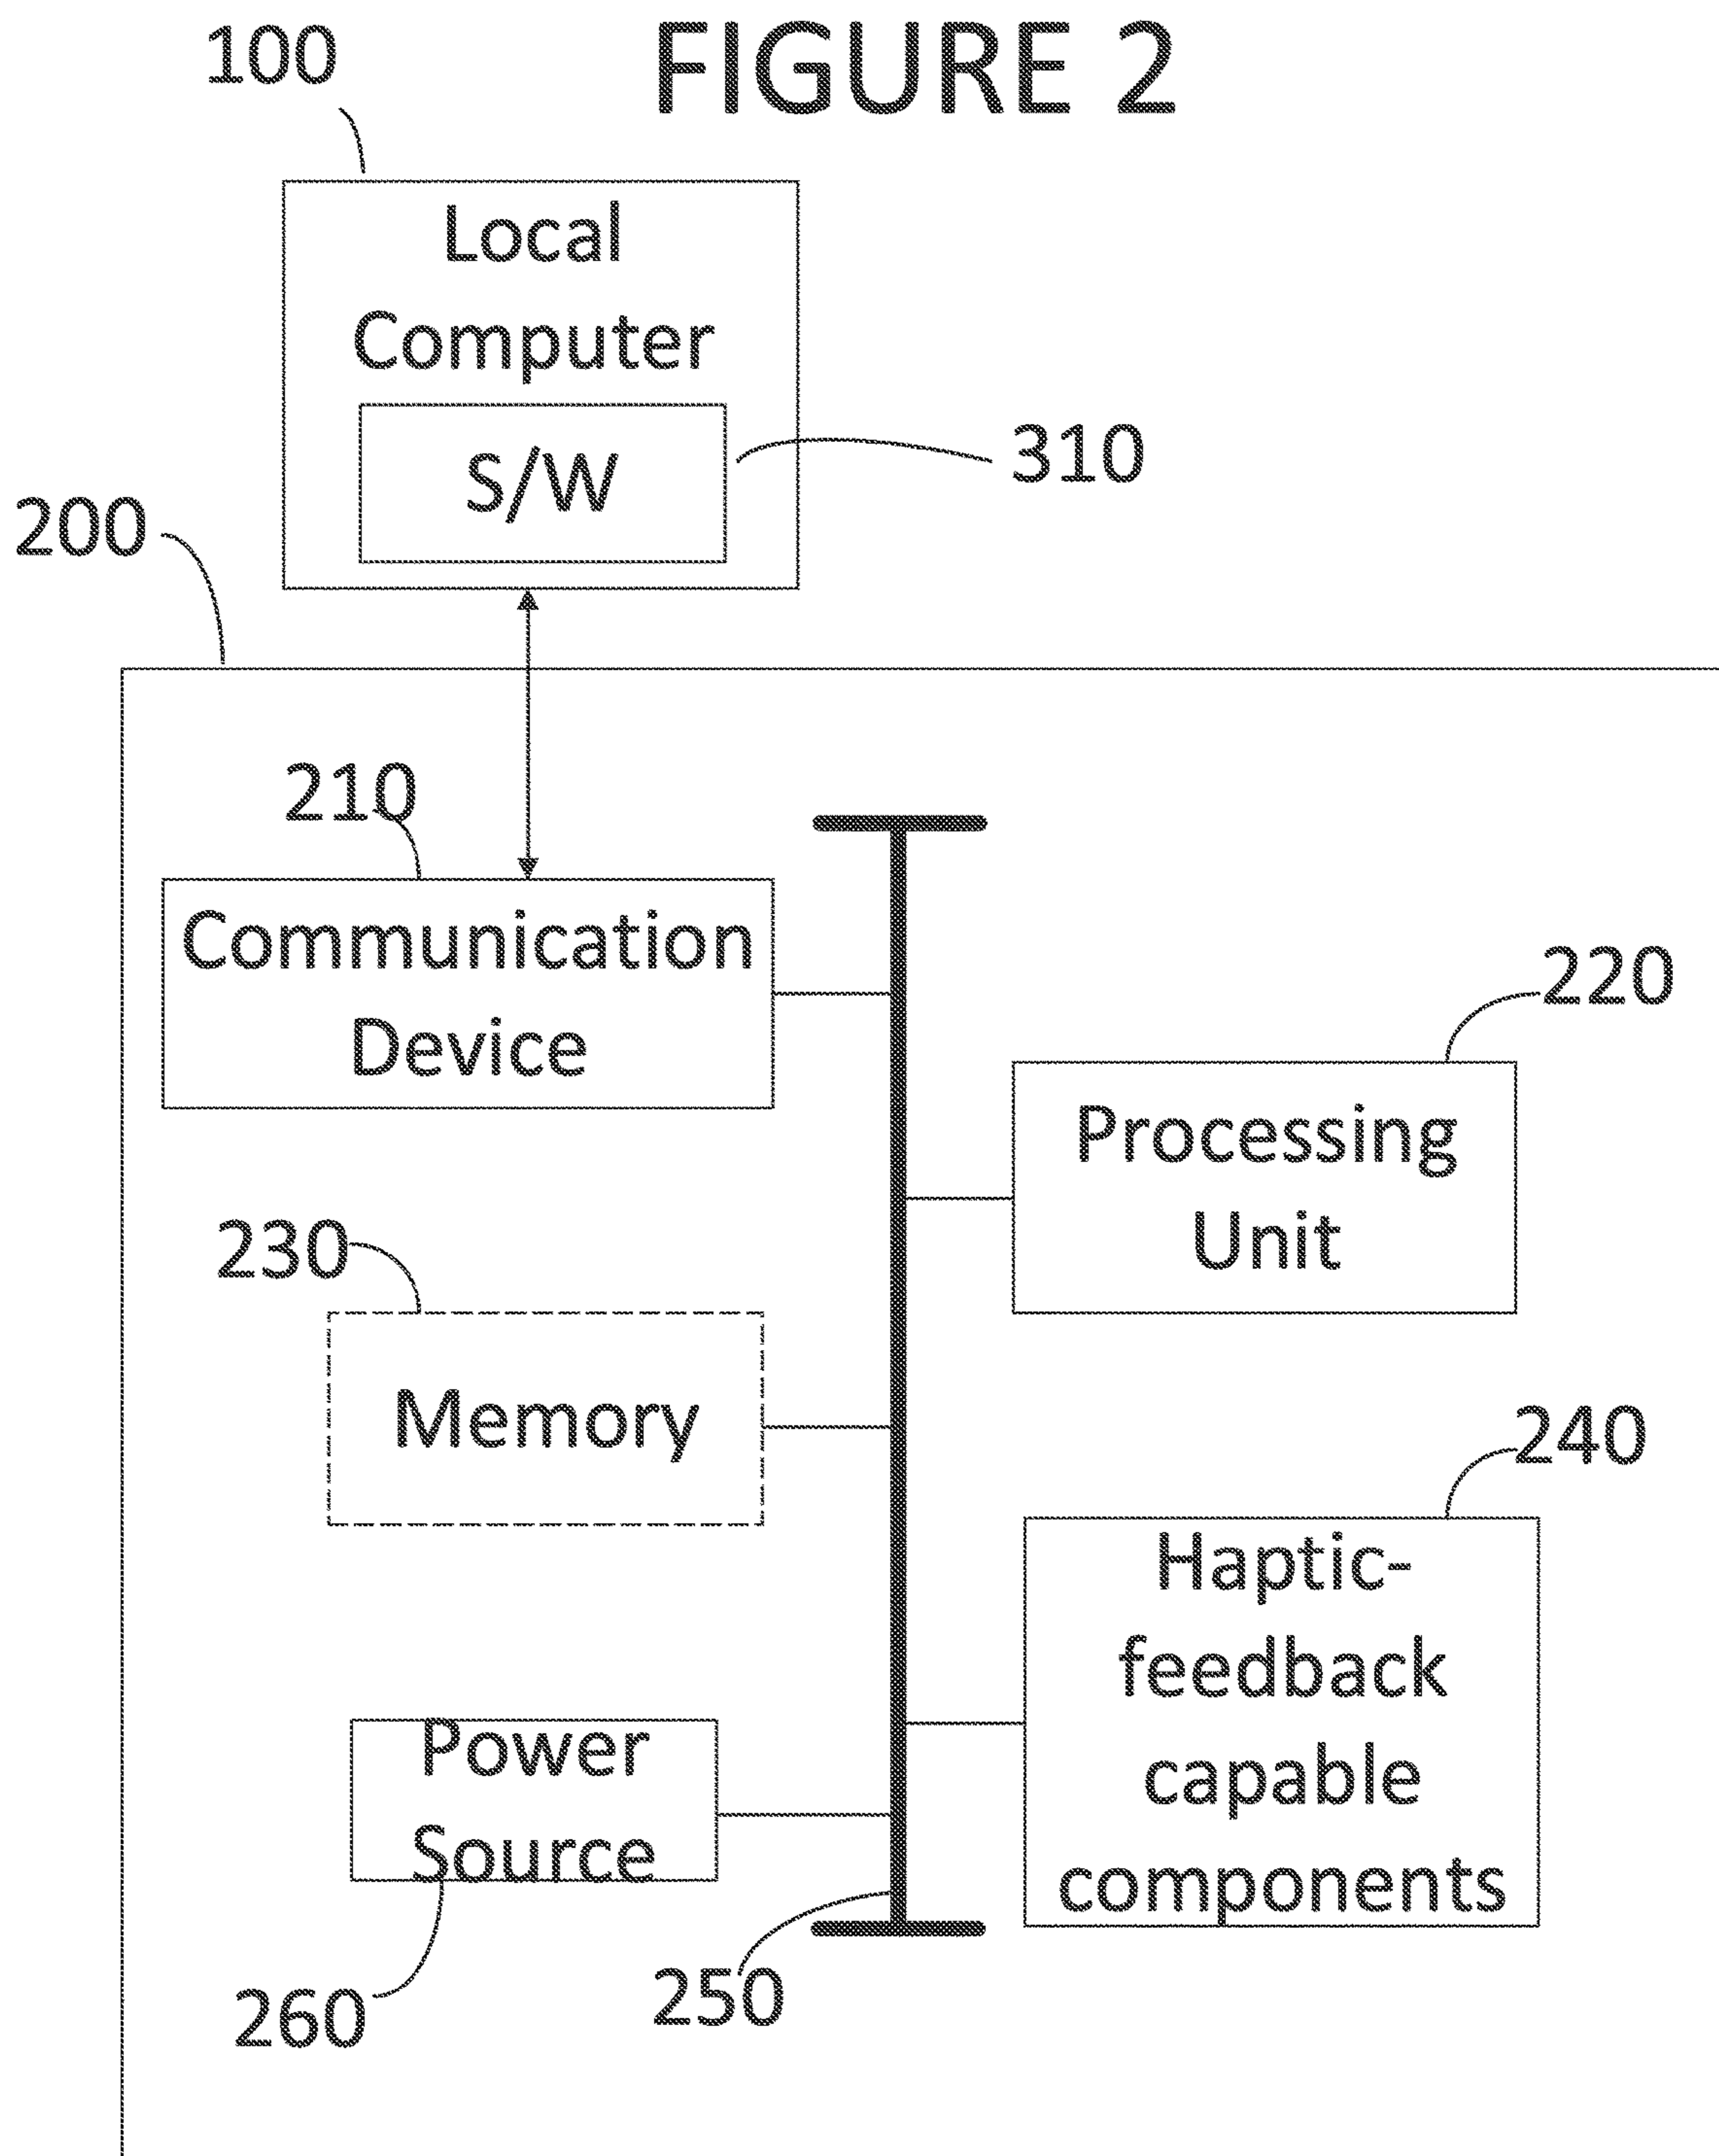 FIGURE 2
100
Local
Computer
S/W
310
200
210
Communication
Device
220
Processing
Unit
230
Memory
240
Haptic-
feedback
capable
components
Power
Source
250
260